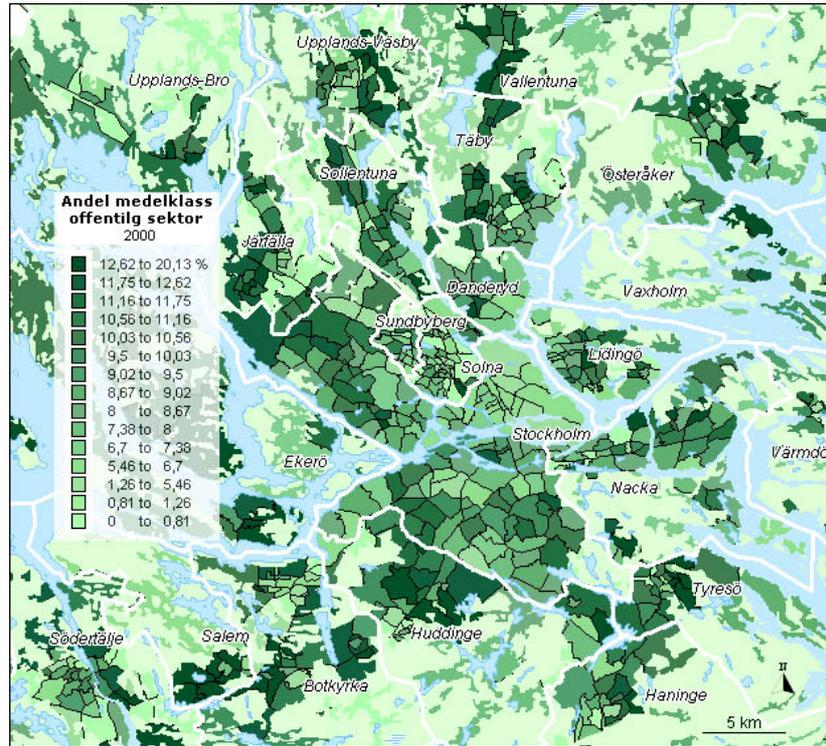 Upplands-Väsby
Upplands-Bro
Vallentuna
Täby
Sollentuna
Österåker
Andel medelklass
offentilg sektor
2000
12,62 to 20,13 %
11,75 to 12,62
11,16 to 11,75
10,56 to 11,16
10,03 to 10,56
9,5 to 10,03
9,02 to 9,5
8,67 to 9,02
8 to 8,67
7,38 to 8
6,7 to 7,38
5,46 to 6,7
1,26 to 5,46
0,81 to 1,26
0 to 0,81
Järfälla
Danderyd
Vaxholm
Sundbyberg
Lidingö
Solna
Stockholm
Värmdö
Ekerö
Nacka
Tyresö
Södertälje
Salem
Huddinge
Botkyrka
Haninge
N
5 km